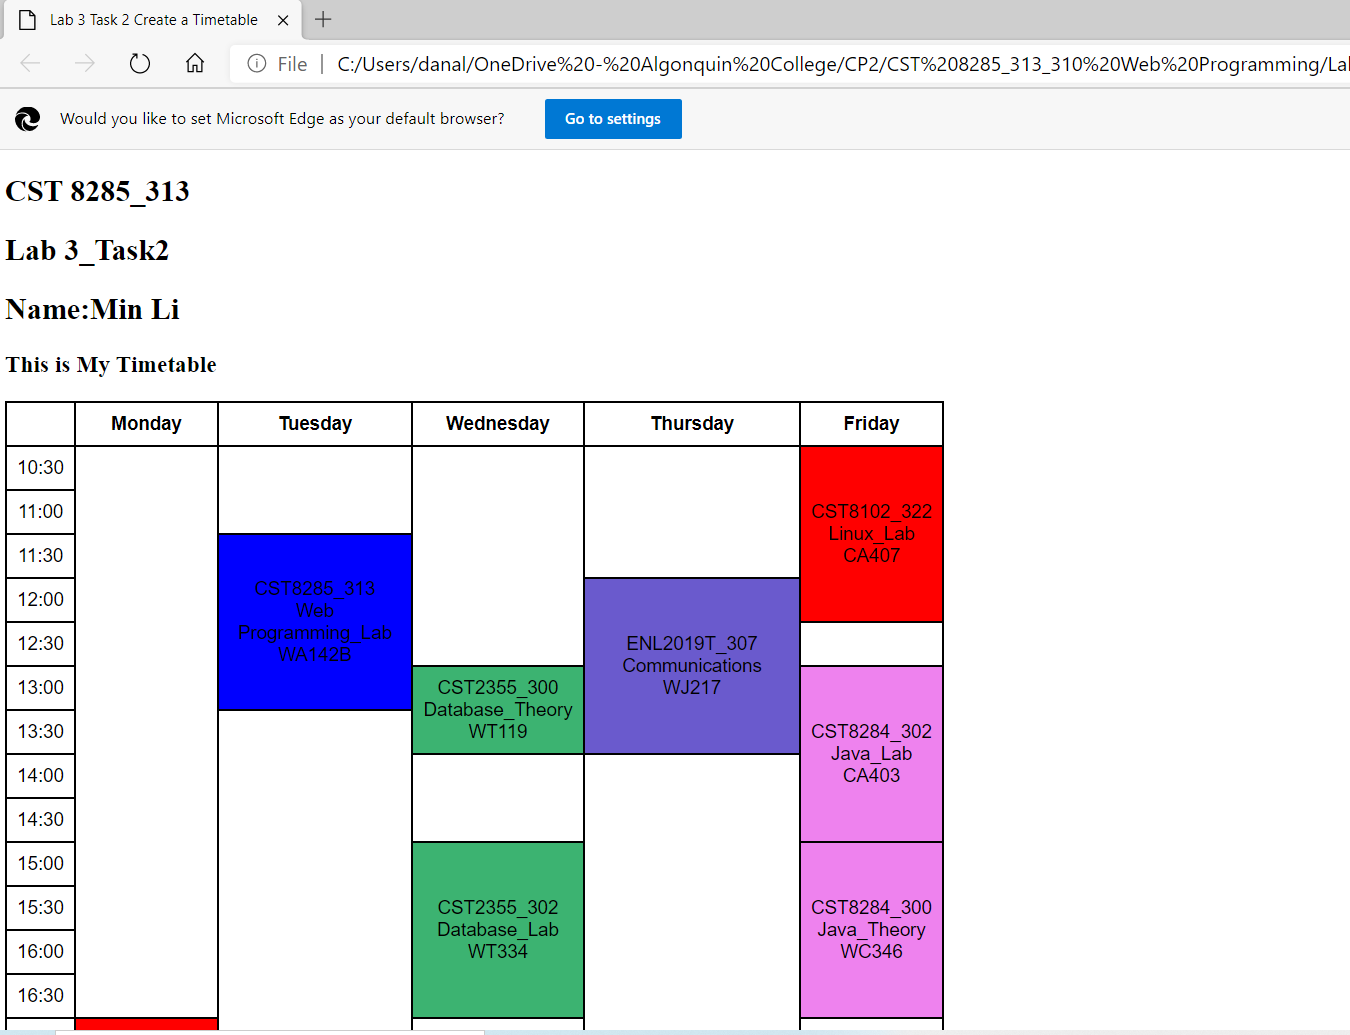 Lab 3 Task 2 Create a Timetable
File | C:/Users/danal/OneDrive%20-%20Algonquin%20College/CP2/CST%208285_313_310%20Web%20Programming/La
Would you like to set Microsoft Edge as your default browser? Go to settings
CST 8285_313
Lab 3_Task2
Name:Min Li
This is My Timetable
Monday Tuesday Wednesday Thursday Friday
10:30
11:00
11:30
12:00
12:30
13:00
13:30
14:00
14:30
15:00
15:30
16:00
16:30
CST8285_313
Web
Programming_Lab
WA142B
CST2355_300
Database_Theory
WT119
CST2355_302
Database_Lab
WT334
ENL2019T_307
Communications
WJ217
CST8102_322
Linux_Lab
CA407
CST8284_302
Java_Lab
CA403
CST8284_300
Java_Theory
WC346